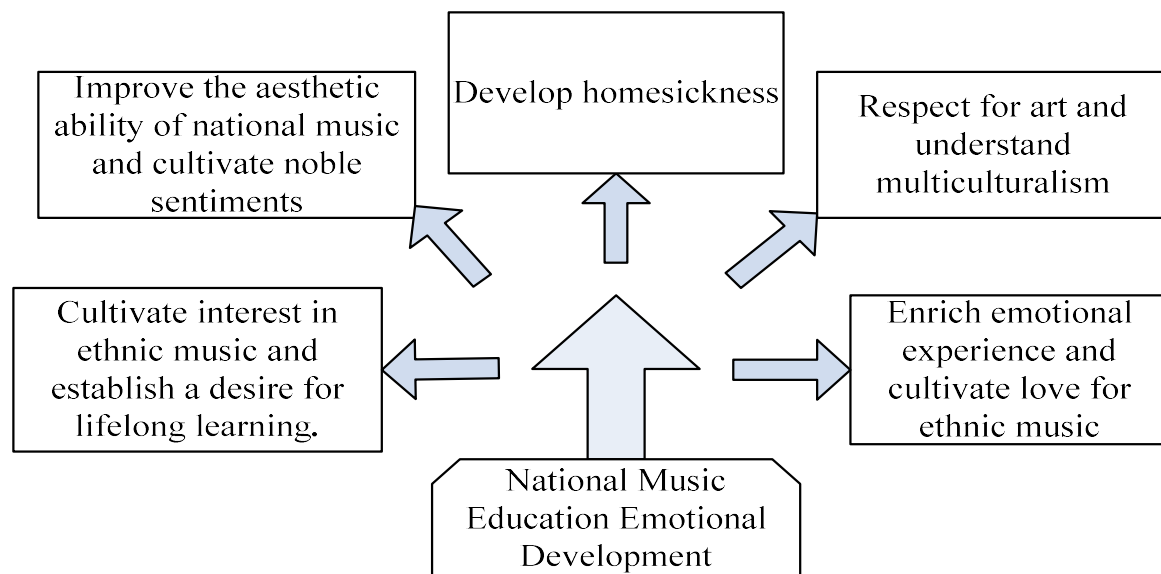 Improve the aesthetic
ability of national music
and cultivate noble
sentiments
Develop homesickness
Respect for art and
understand
multiculturalism
Cultivate interest in
ethnic music and
establish a desire for
lifelong learning.
Enrich emotional
experience and
cultivate love for
ethnic music
National Music
Education Emotional
Development